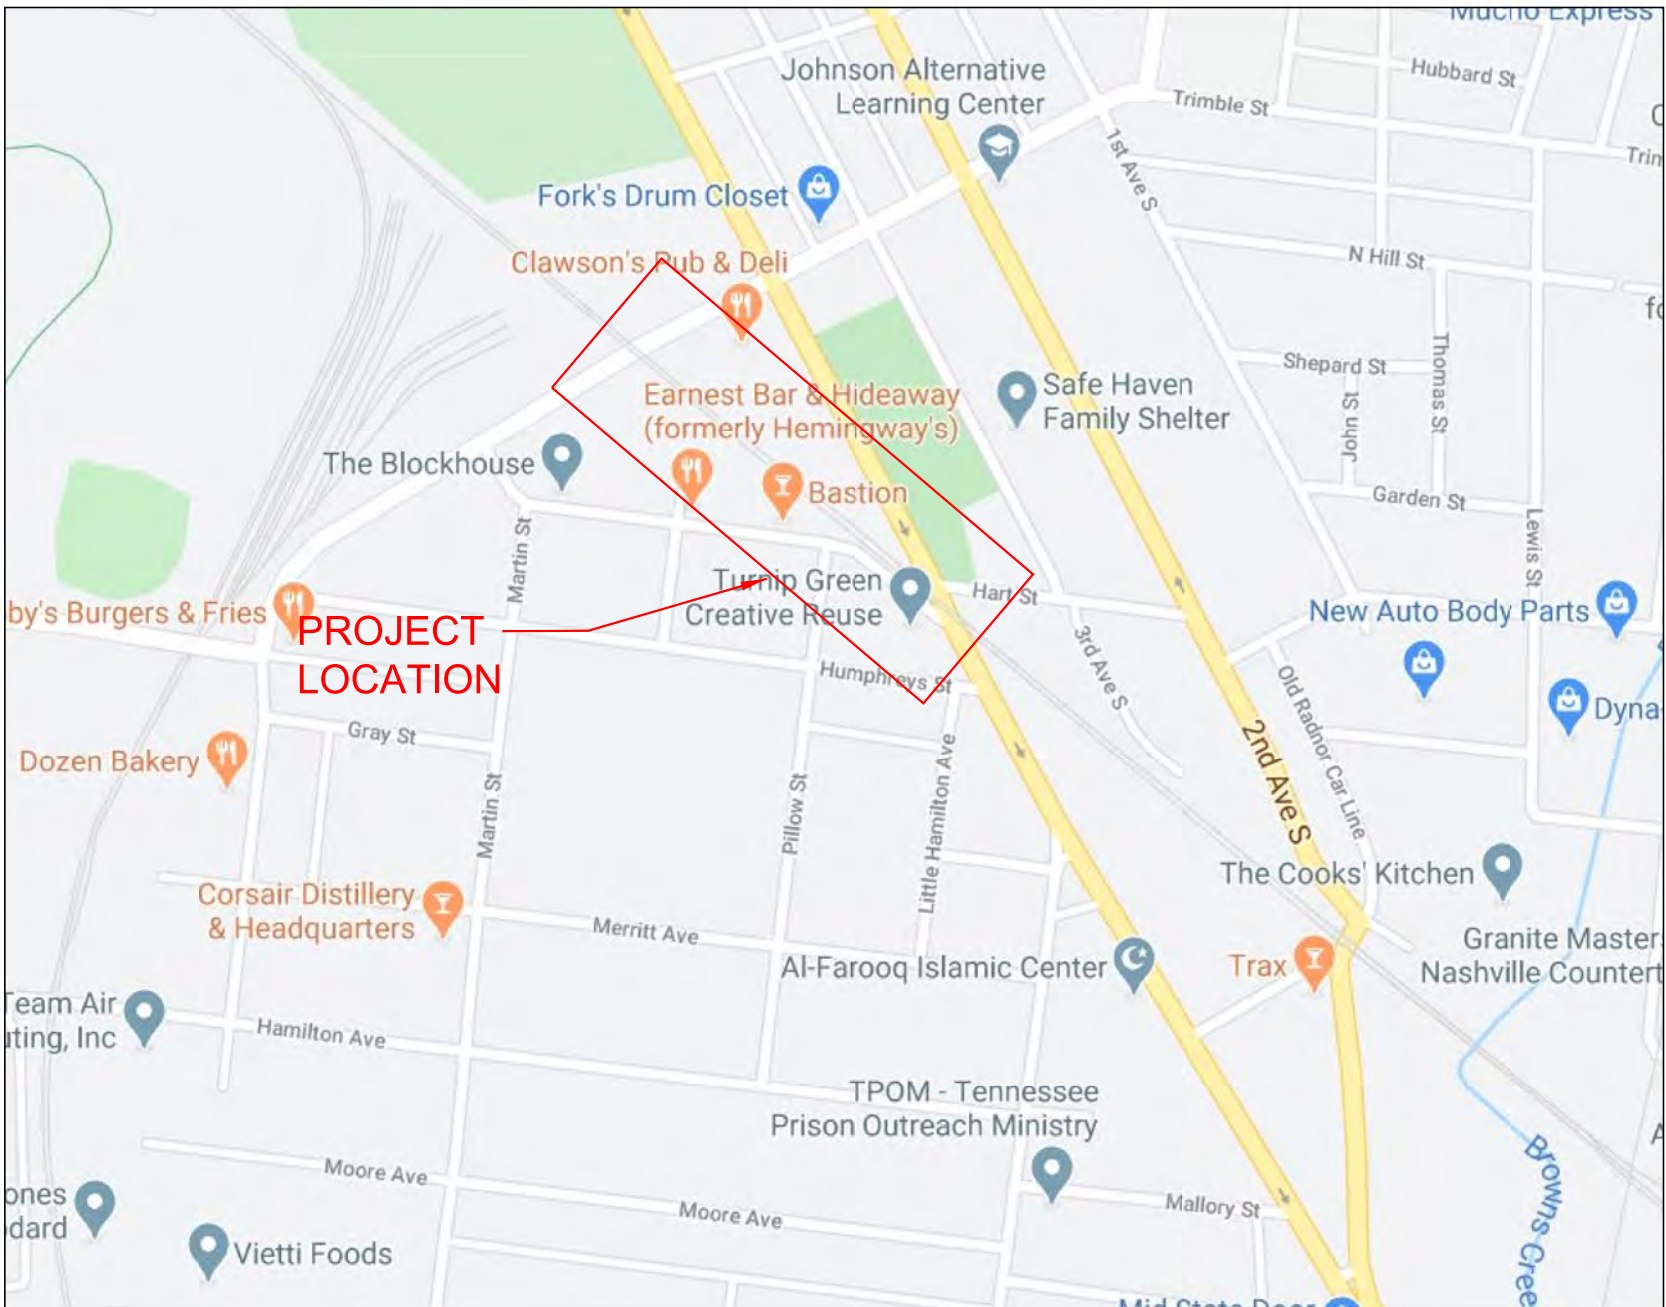 Mucho Express
Hubbard St
Johnson Alternative
Learning Center
Trimble St
1st Ave S
Fork's Drum Closet
N Hill St
Clawson's Pub & Deli
Shepard St
Thomas St
John St
Safe Haven
Family Shelter
Earnest Bar & Hideaway
(formerly Hemingway's)
The Blockhouse
Bastion
Garden St
Lewis St
Martin St
Turnip Green
Creative Reuse
Hart St
by's Burgers & Fries
New Auto Body Parts
PROJECT
LOCATION
3rd Ave S
Humphreys St
Old Radnor Car Line
Dyna
Gray St
2nd Ave S
Dozen Bakery
Martin St
Pillow St
Little Hamilton Ave
The Cooks' Kitchen
Corsair Distillery
& Headquarters
Merritt Ave
Al-Farooq Islamic Center
Trax
Granite Masters
Nashville Countert
Team Air
uting, Inc
Hamilton Ave
TPOM - Tennessee
Prison Outreach Ministry
Browns Cree
Moore Ave
Moore Ave
Mallory St
ones
dard
Vietti Foods